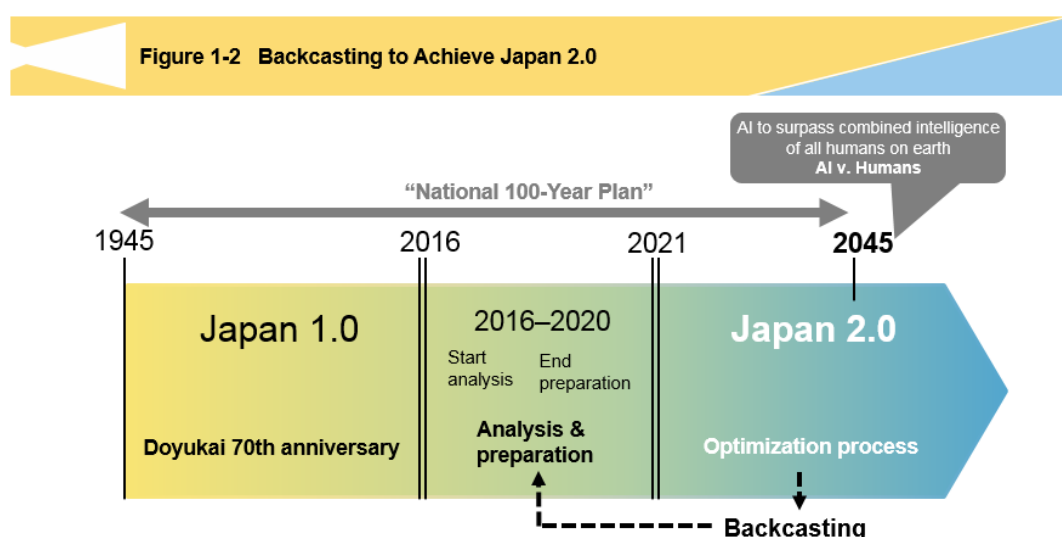 Figure 1-2 Backcasting to Achieve Japan 2.0
AI to surpass combined intelligence
of all humans on earth
AI v. Humans
“National 100-Year Plan”
1945
2016
2021
2045
Japan 1.0
2016–2020
Japan 2.0
Start
analysis
End
preparation
Doyukai 70th anniversary
Analysis &
preparation
Optimization process
Backcasting